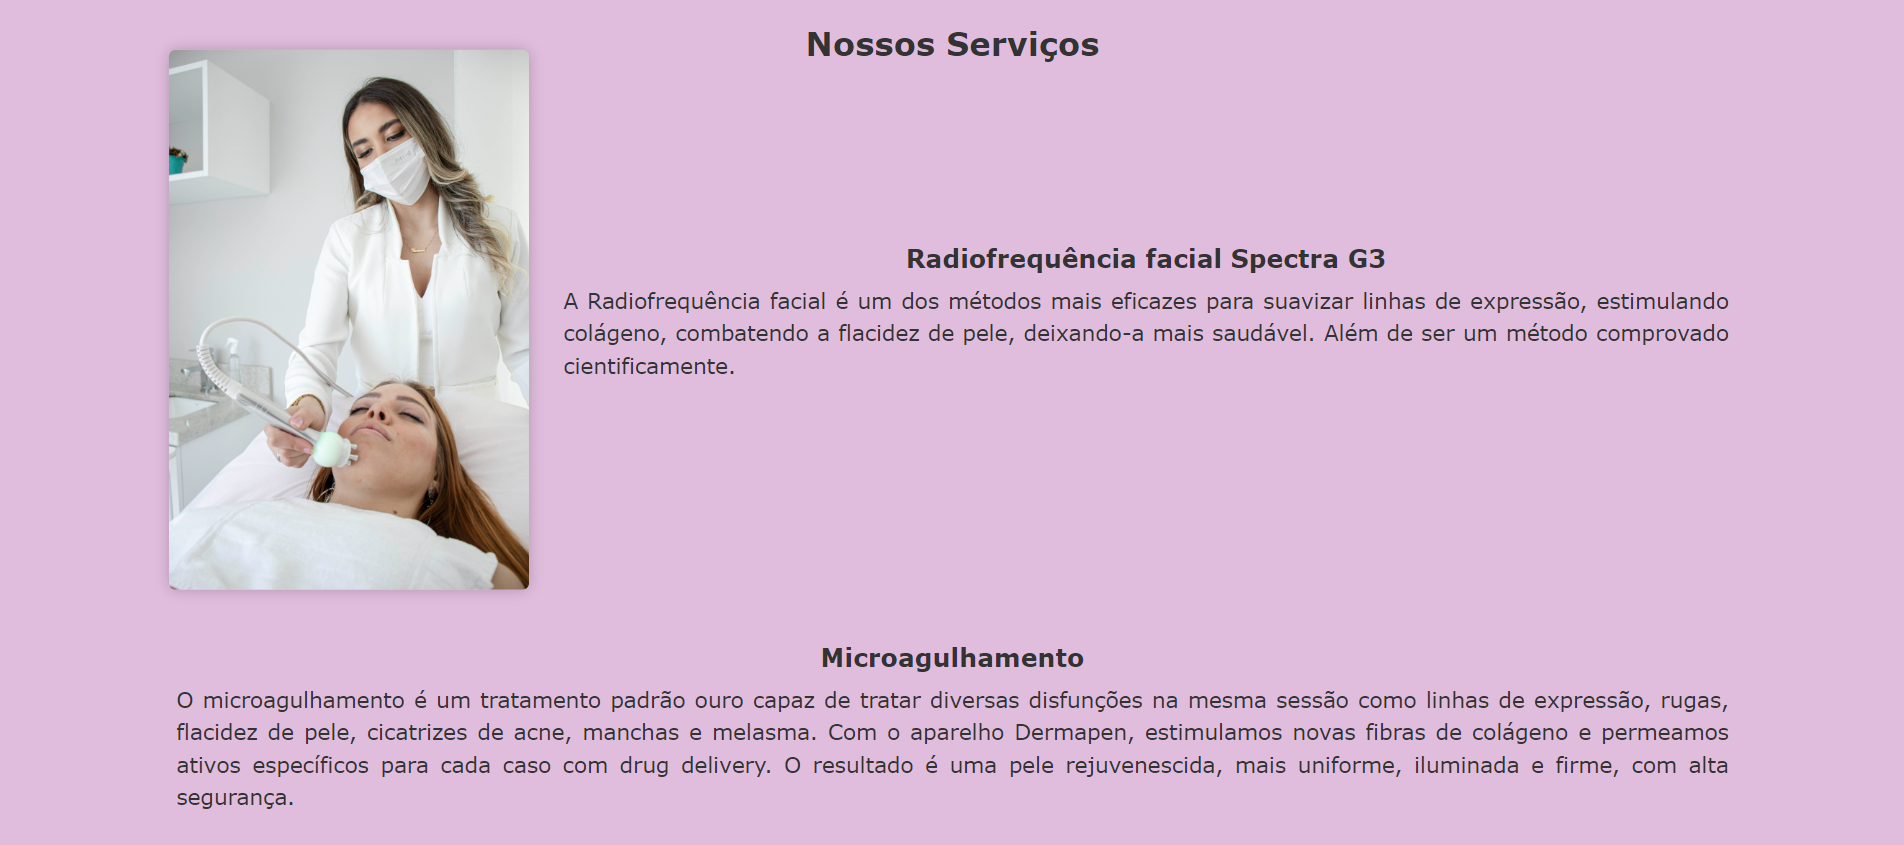 Nossos Serviços
Radiofrequência facial Spectra G3
A Radiofrequência facial é um dos métodos mais eficazes para suavizar linhas de expressão, estimulando
colágeno, combatendo a flacidez de pele, deixando-a mais saudável. Além de ser um método comprovado
cientificamente.
Microagulhamento
O microagulhamento é um tratamento padrão ouro capaz de tratar diversas disfunções na mesma sessão como linhas de expressão, rugas,
flacidez de pele, cicatrizes de acne, manchas e melasma. Com o aparelho Dermapen, estimulamos novas fibras de colágeno e permeamos
ativos específicos para cada caso com drug delivery. O resultado é uma pele rejuvenescida, mais uniforme, iluminada e firme, com alta
segurança.